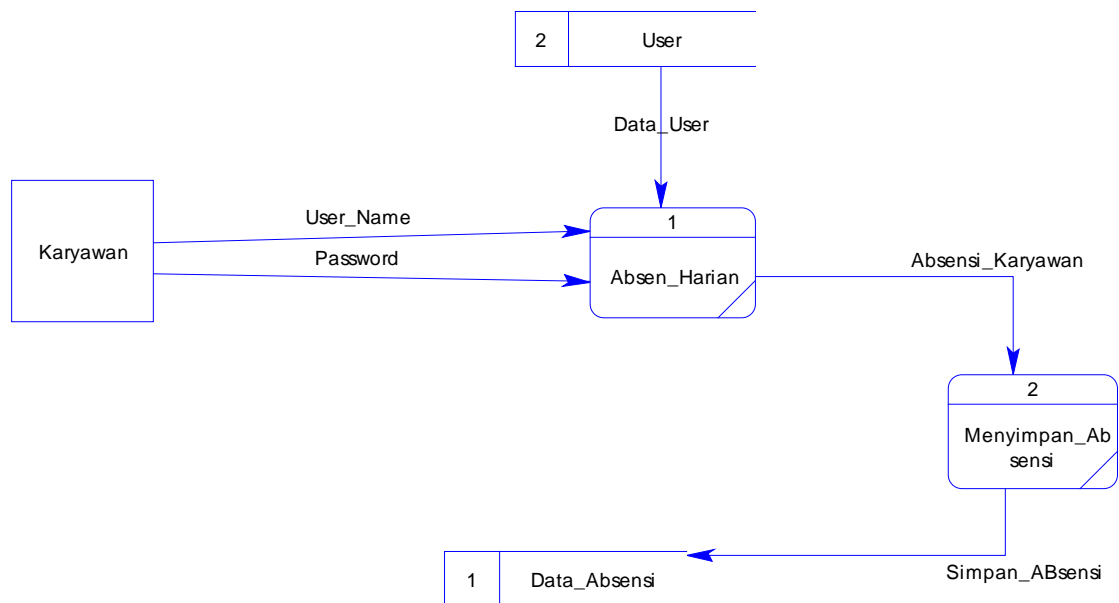 2 User
Data_User
User_Name
1
Karyawan
Password
Absen_Harian
Absensi_Karyawan
2
Menyimpan_Ab
sensi
1 Data_Absensi
Simpan_ABsensi